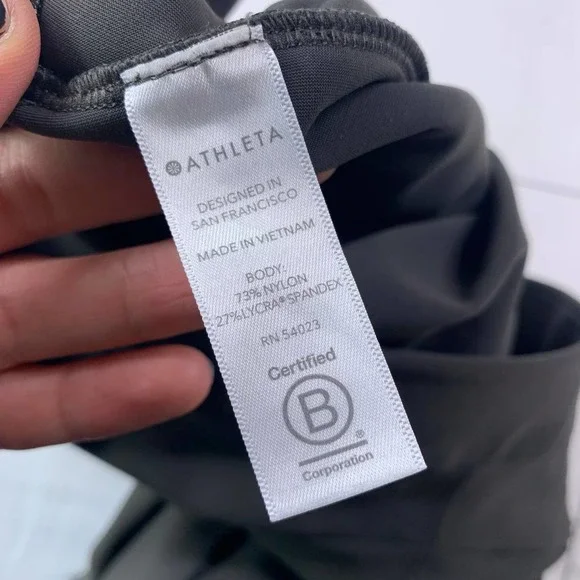 ATHLETA
DESIGNED IN
SAN FRANCISCO
MADE IN VIETNAM
BODY:
73% NYLON
27% LYCRA® SPANDEX
RN 54023
Certified
B
®
Corporation